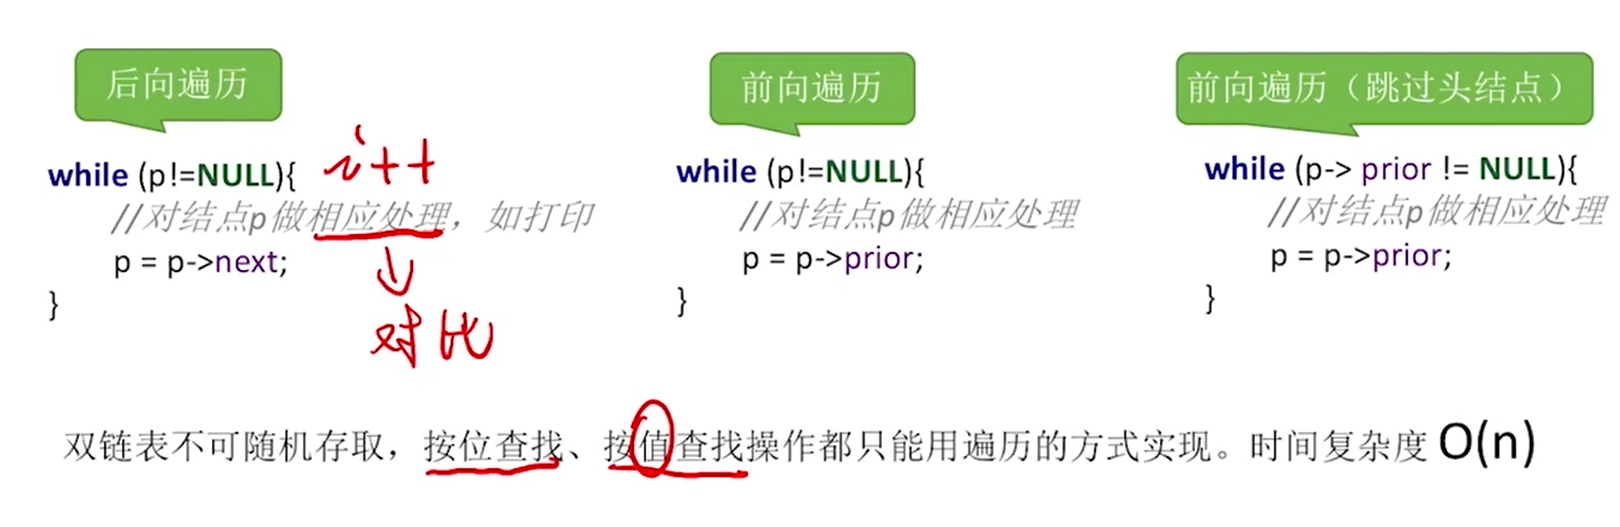 后向遍历
while (p!=NULL){
//对结点p做相应处理，如打印
p = p->next;
}
i++
对比
前向遍历
while (p!=NULL){
//对结点p做相应处理
p = p->prior;
}
前向遍历（跳过头结点）
while (p-> prior != NULL){
//对结点p做相应处理
p = p->prior;
}
双链表不可随机存取，按位查找、按值查找操作都只能用遍历的方式实现。时间复杂度 O(n)